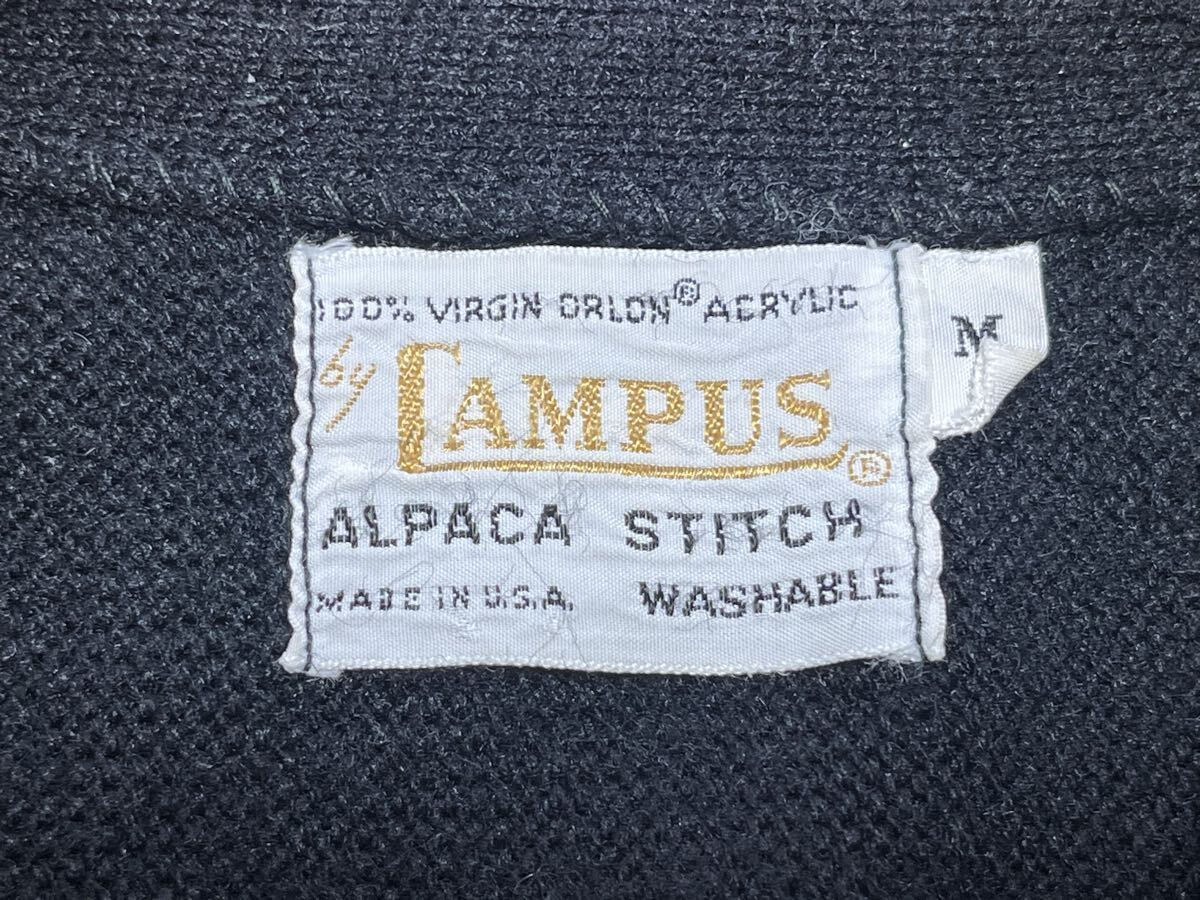 100% VIRGIN ORLON® ACRYLIC
by CAMPUS®
ALPACA STITCH
MADE IN U.S.A. WASHABLE
M